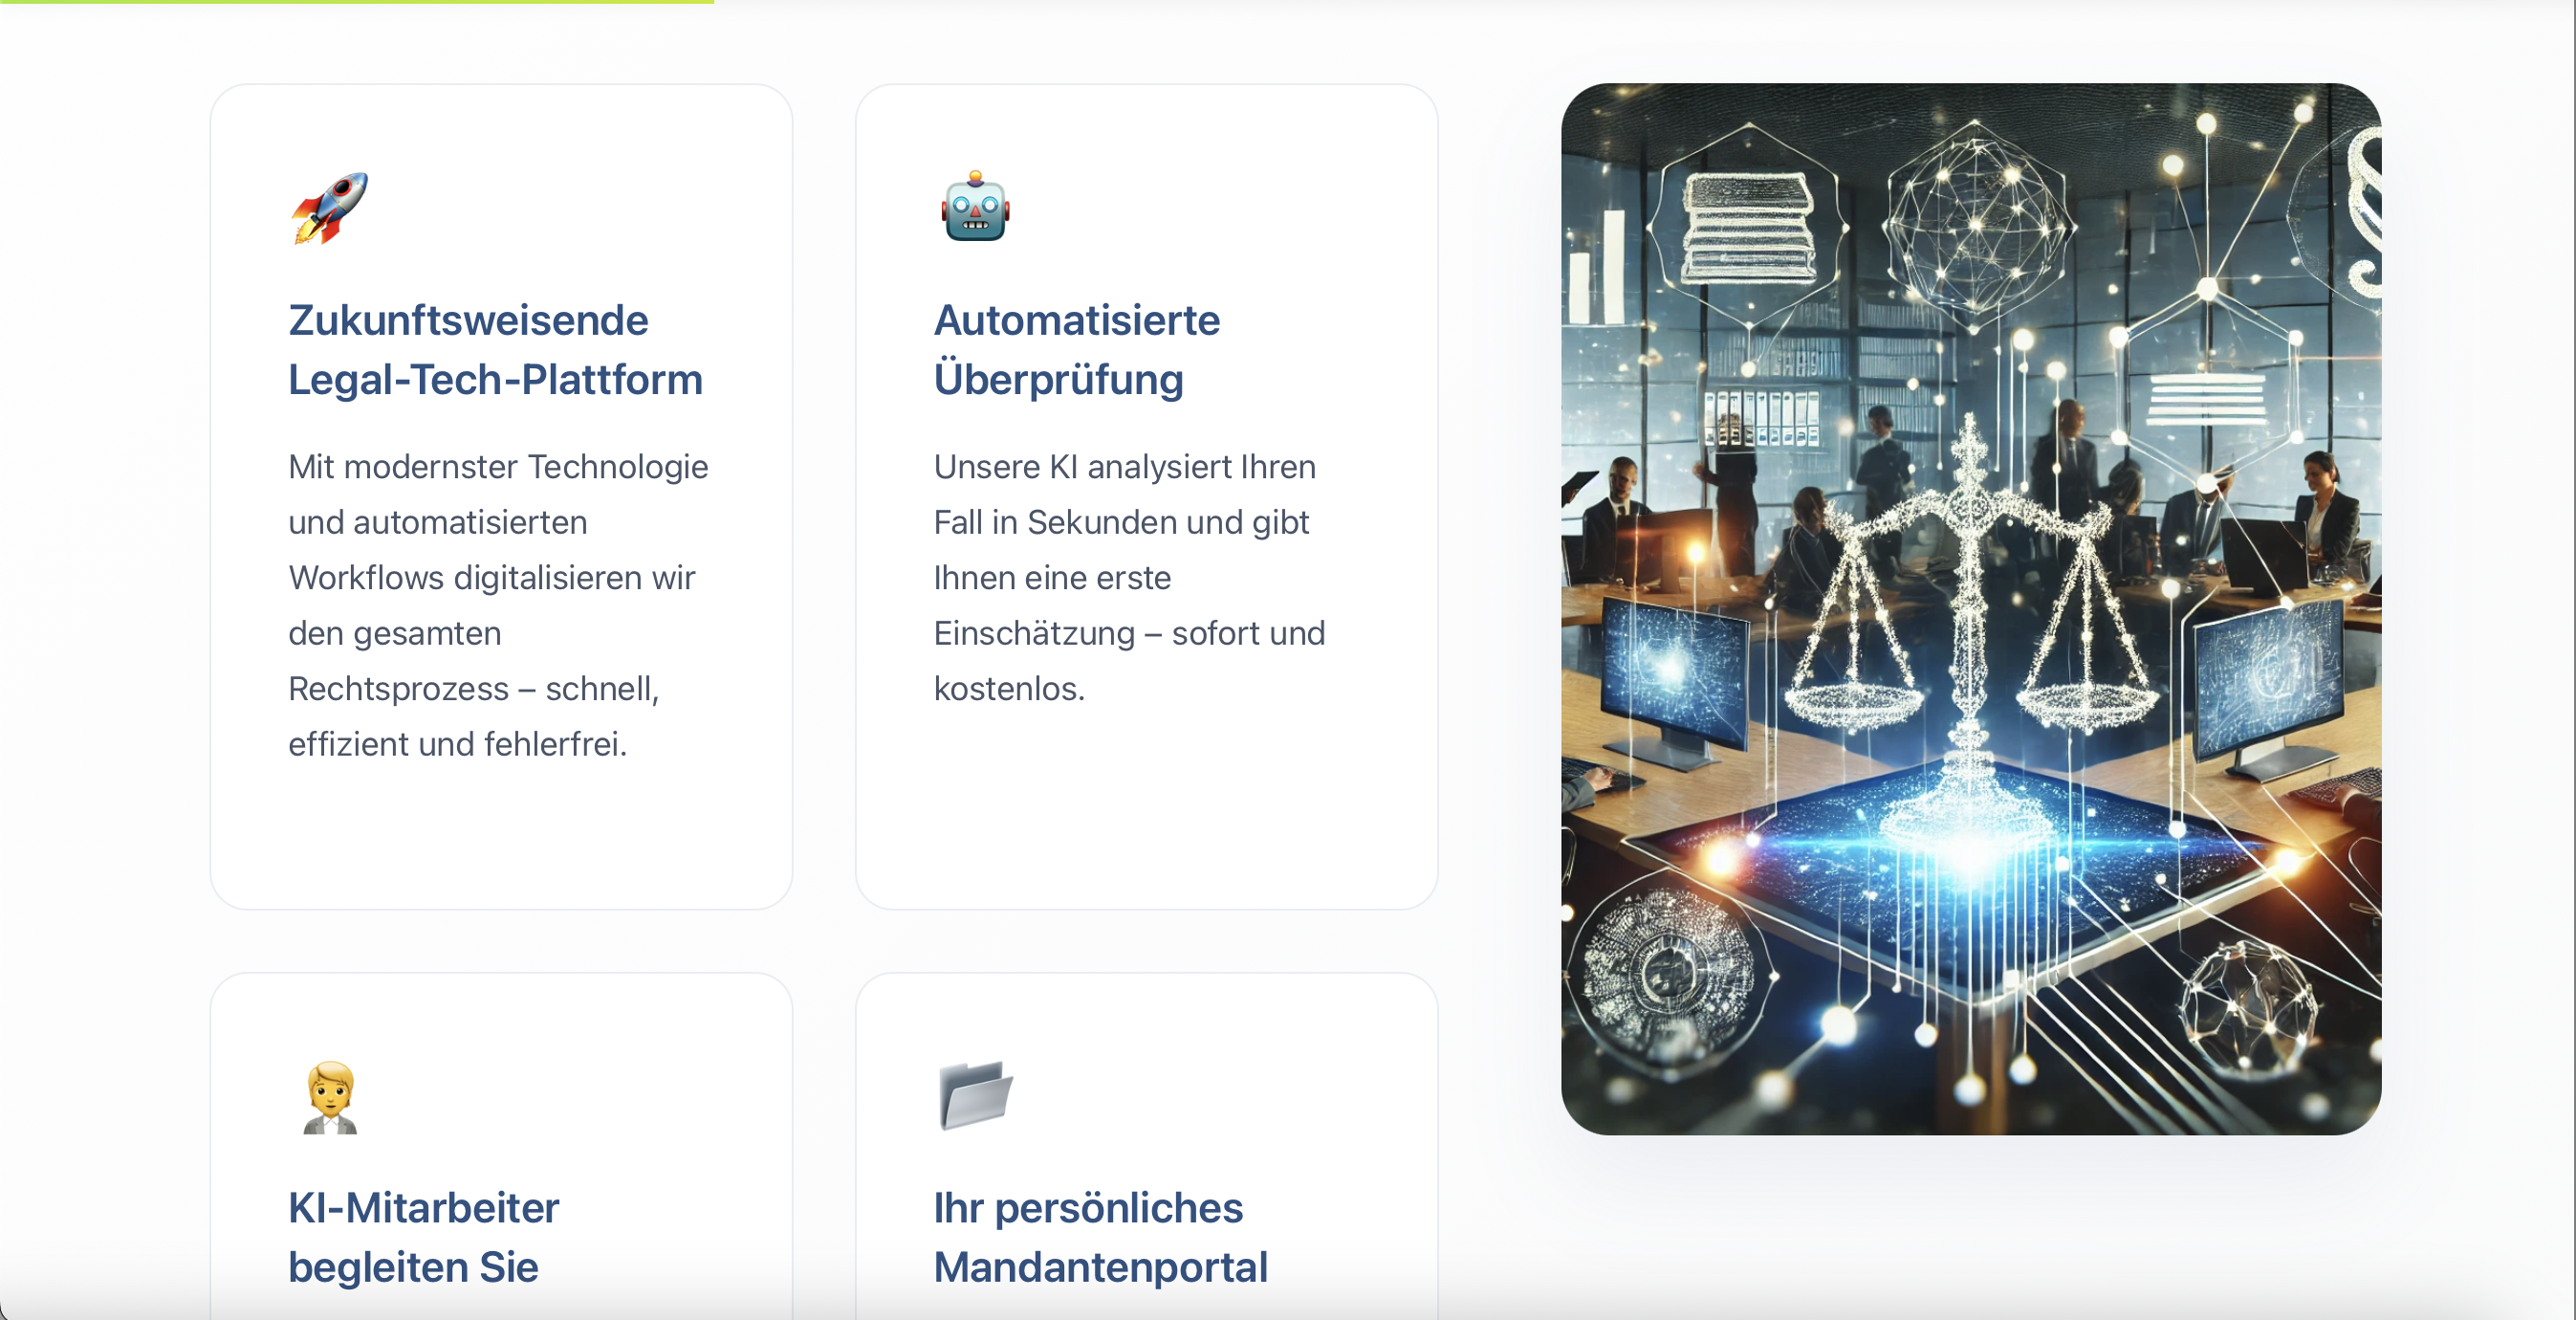 Zukunftsweisende
Legal-Tech-Plattform
Mit modernster Technologie
und automatisierten
Workflows digitalisieren wir
den gesamten
Rechtsprozess – schnell,
effizient und fehlerfrei.
Automatisierte
Überprüfung
Unsere KI analysiert Ihren
Fall in Sekunden und gibt
Ihnen eine erste
Einschätzung – sofort und
kostenlos.
KI-Mitarbeiter
begleiten Sie
Ihr persönliches
Mandantenportal